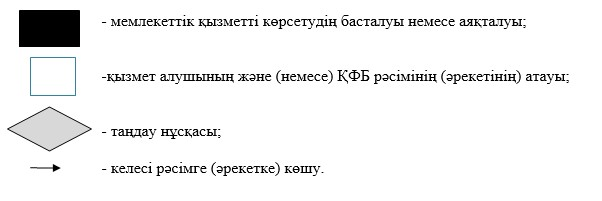 - мемлекеттік қызметті көрсетудің басталуы немесе аяқталуы;
-қызмет алушының және (немесе) ҚФБ рәсімінің (әрекетінің) атауы;
- таңдау нұсқасы;
- келесі рәсімге (әрекетке) көшу.